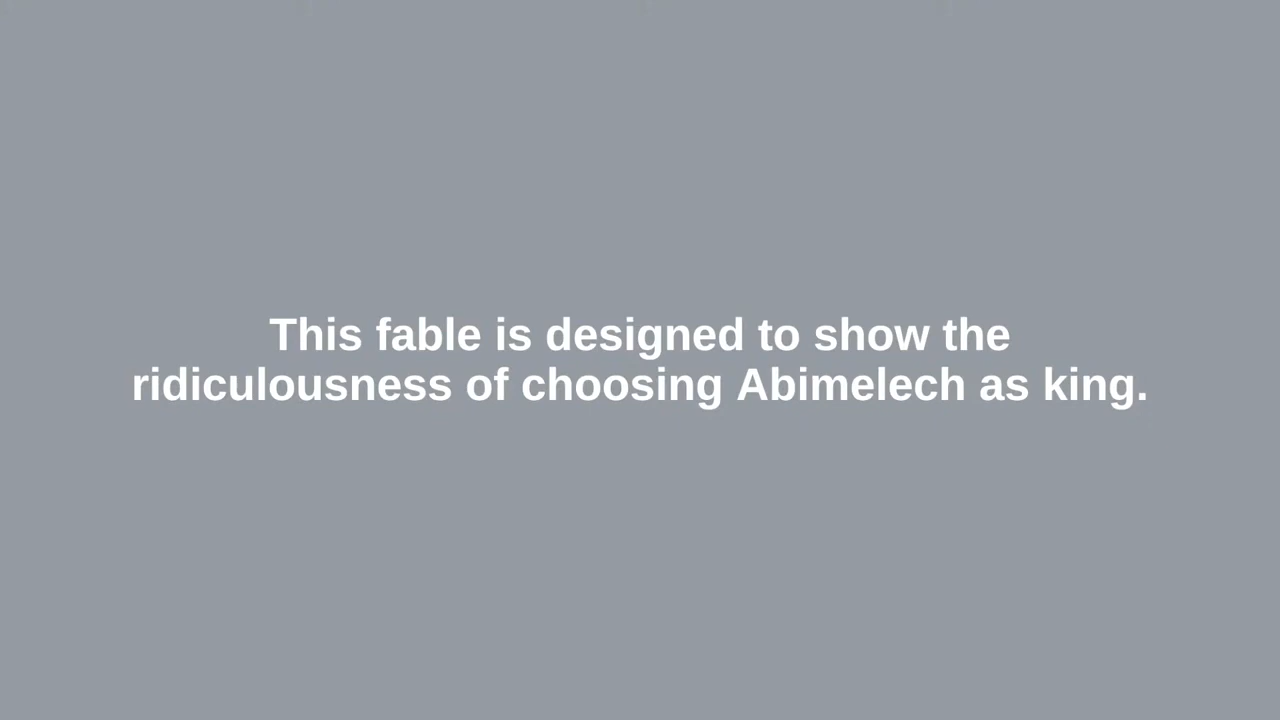 This fable is designed to show the
ridiculousness of choosing Abimelech as king.